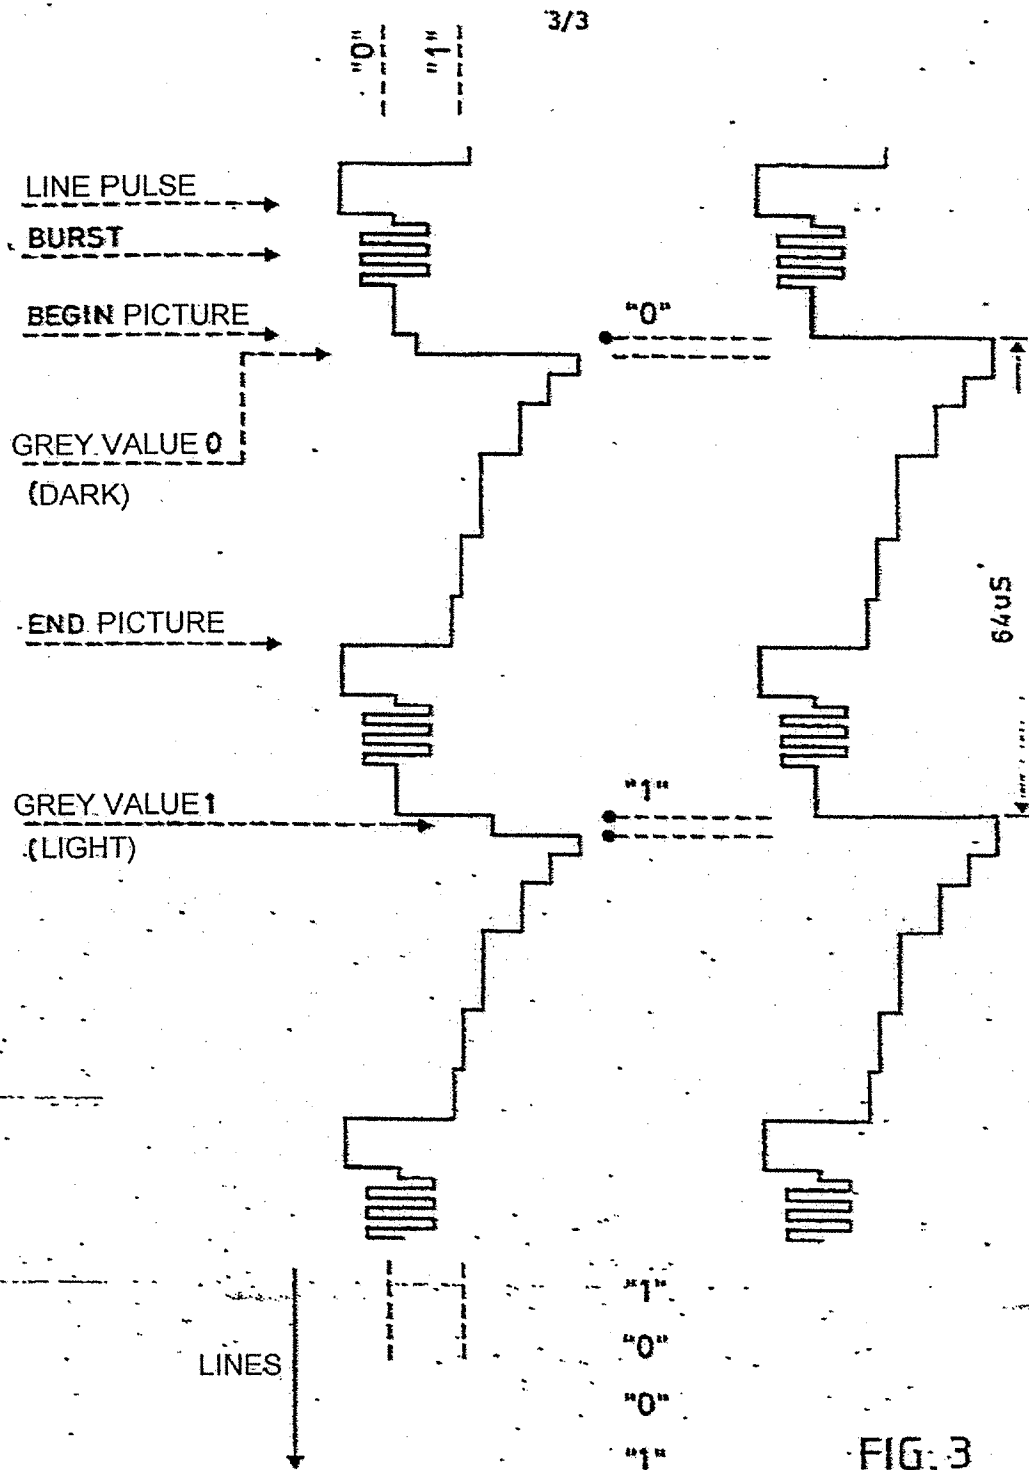 3/3
"0"
"1"
LINE PULSE
BURST
BEGIN PICTURE
"0"
GREY VALUE 0
(DARK)
64uS
END PICTURE
"1"
GREY VALUE 1
(LIGHT)
"1"
"0"
LINES
"0"
"1"
FIG. 3